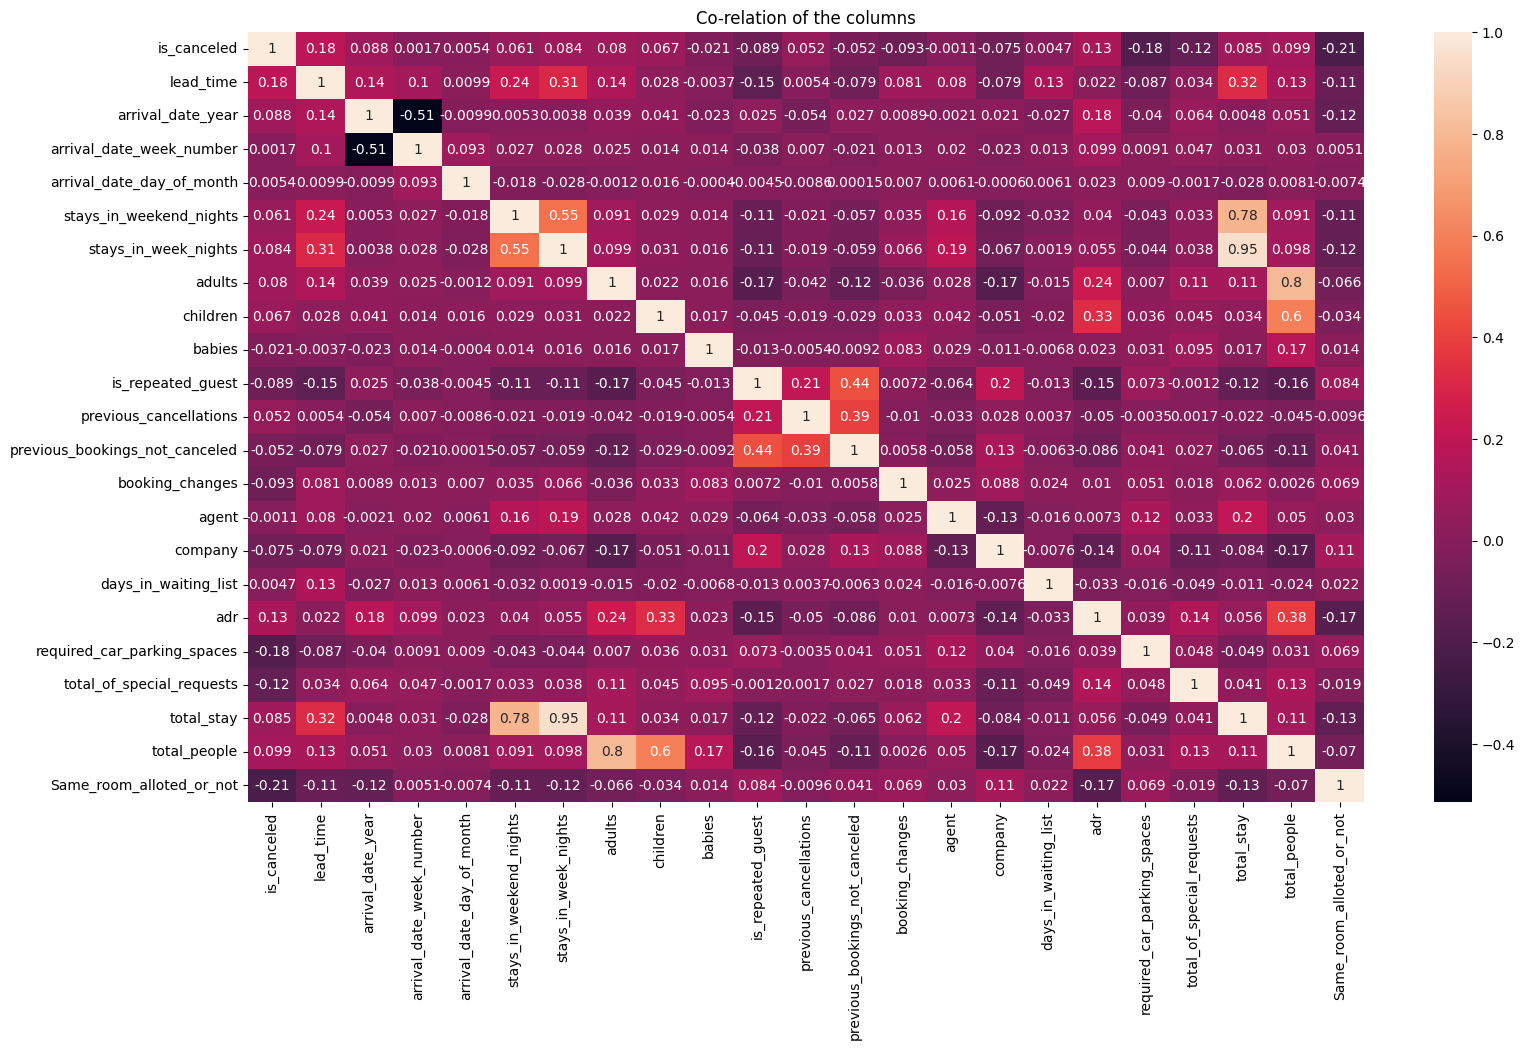 Co-relation of the columns
is_canceled 1 0.18 0.088 0.0017 0.0054 0.061 0.084 0.08 0.067 -0.021 -0.089 0.052 -0.052 -0.093 -0.0011 -0.075 0.0047 0.13 -0.18 -0.12 0.085 0.099 -0.21
lead_time 0.18 1 0.14 0.1 0.0099 0.24 0.31 0.14 0.028 -0.0037 -0.15 0.0054 -0.079 0.081 0.08 -0.079 0.13 0.022 -0.087 0.034 0.32 0.13 -0.11
arrival_date_year 0.088 0.14 1 -0.51 -0.0099 0.0053 0.0038 0.039 0.041 -0.023 0.025 -0.054 0.027 0.0089 -0.0021 0.021 -0.027 0.18 -0.04 0.064 0.0048 0.051 -0.12
arrival_date_week_number 0.0017 0.1 -0.51 1 0.093 0.027 0.028 0.025 0.014 0.014 -0.038 0.007 -0.021 0.013 0.02 -0.023 0.013 0.099 0.0091 0.047 0.031 0.03 0.0051
arrival_date_day_of_month 0.0054 0.0099 -0.0099 0.093 1 -0.018 -0.028 -0.0012 0.016 -0.0004 -0.0045 -0.0086 0.00015 0.007 0.0061 -0.0006 0.0061 0.023 0.009 -0.0017 -0.028 0.0081 -0.0074
stays_in_weekend_nights 0.061 0.24 0.0053 0.027 -0.018 1 0.55 0.091 0.029 0.014 -0.11 -0.021 -0.057 0.035 0.16 -0.092 -0.032 0.04 -0.043 0.033 0.78 0.091 -0.11
stays_in_week_nights 0.084 0.31 0.0038 0.028 -0.028 0.55 1 0.099 0.031 0.016 -0.11 -0.019 -0.059 0.066 0.19 -0.067 0.0019 0.055 -0.044 0.038 0.95 0.098 -0.12
adults 0.08 0.14 0.039 0.025 -0.0012 0.091 0.099 1 0.022 0.016 -0.17 -0.042 -0.12 -0.036 0.028 -0.17 -0.015 0.24 0.007 0.11 0.11 0.8 -0.066
children 0.067 0.028 0.041 0.014 0.016 0.029 0.031 0.022 1 0.017 -0.045 -0.019 -0.029 0.033 0.042 -0.051 -0.02 0.33 0.036 0.045 0.034 0.6 -0.034
babies -0.021 -0.0037 -0.023 0.014 -0.0004 0.014 0.016 0.016 0.017 1 -0.013 -0.0054 -0.0092 0.083 0.029 -0.011 -0.0068 0.023 0.031 0.095 0.017 0.17 0.014
is_repeated_guest -0.089 -0.15 0.025 -0.038 -0.0045 -0.11 -0.11 -0.17 -0.045 -0.013 1 0.21 0.44 0.0072 -0.064 0.2 -0.013 -0.15 0.073 -0.0012 -0.12 -0.16 0.084
previous_cancellations 0.052 0.0054 -0.054 0.007 -0.0086 -0.021 -0.019 -0.042 -0.019 -0.0054 0.21 1 0.39 -0.01 -0.033 0.028 0.0037 -0.05 -0.0035 0.0017 -0.022 -0.045 -0.0096
previous_bookings_not_canceled -0.052 -0.079 0.027 -0.021 0.00015 -0.057 -0.059 -0.12 -0.029 -0.0092 0.44 0.39 1 0.0058 -0.058 0.13 -0.0063 -0.086 0.041 0.027 -0.065 -0.11 0.041
booking_changes -0.093 0.081 0.0089 0.013 0.007 0.035 0.066 -0.036 0.033 0.083 0.0072 -0.01 0.0058 1 0.025 0.088 0.024 0.01 0.051 0.018 0.062 0.0026 0.069
agent -0.0011 0.08 -0.0021 0.02 0.0061 0.16 0.19 0.028 0.042 0.029 -0.064 -0.033 -0.058 0.025 1 -0.13 -0.016 0.0073 0.12 0.033 0.2 0.05 0.03
company -0.075 -0.079 0.021 -0.023 -0.0006 -0.092 -0.067 -0.17 -0.051 -0.011 0.2 0.028 0.13 0.088 -0.13 1 -0.0076 -0.14 0.04 -0.11 -0.084 -0.17 0.11
days_in_waiting_list 0.0047 0.13 -0.027 0.013 0.0061 -0.032 0.0019 -0.015 -0.02 -0.0068 -0.013 0.0037 -0.0063 0.024 -0.016 -0.0076 1 -0.033 -0.016 -0.049 -0.011 -0.024 0.022
adr 0.13 0.022 0.18 0.099 0.023 0.04 0.055 0.24 0.33 0.023 -0.15 -0.05 -0.086 0.01 0.0073 -0.14 -0.033 1 0.039 0.14 0.056 0.38 -0.17
required_car_parking_spaces -0.18 -0.087 -0.04 0.0091 0.009 -0.043 -0.044 0.007 0.036 0.031 0.073 -0.0035 0.041 0.051 0.12 0.04 -0.016 0.039 1 0.048 -0.049 0.031 0.069
total_of_special_requests -0.12 0.034 0.064 0.047 -0.0017 0.033 0.038 0.11 0.045 0.095 -0.0012 0.0017 0.027 0.018 0.033 -0.11 -0.049 0.14 0.048 1 0.041 0.13 -0.019
total_stay 0.085 0.32 0.0048 0.031 -0.028 0.78 0.95 0.11 0.034 0.017 -0.12 -0.022 -0.065 0.062 0.2 -0.084 -0.011 0.056 -0.049 0.041 1 0.11 -0.13
total_people 0.099 0.13 0.051 0.03 0.0081 0.091 0.098 0.8 0.6 0.17 -0.16 -0.045 -0.11 0.0026 0.05 -0.17 -0.024 0.38 0.031 0.13 0.11 1 -0.07
Same_room_alloted_or_not -0.21 -0.11 -0.12 0.0051 -0.0074 -0.11 -0.12 -0.066 -0.034 0.014 0.084 -0.0096 0.041 0.069 0.03 0.11 0.022 -0.17 0.069 -0.019 -0.13 -0.07 1
is_canceled
lead_time
arrival_date_year
arrival_date_week_number
arrival_date_day_of_month
stays_in_weekend_nights
stays_in_week_nights
adults
children
babies
is_repeated_guest
previous_cancellations
previous_bookings_not_canceled
booking_changes
agent
company
days_in_waiting_list
adr
required_car_parking_spaces
total_of_special_requests
total_stay
total_people
Same_room_alloted_or_not
1.0
0.8
0.6
0.4
0.2
0.0
−0.2
−0.4